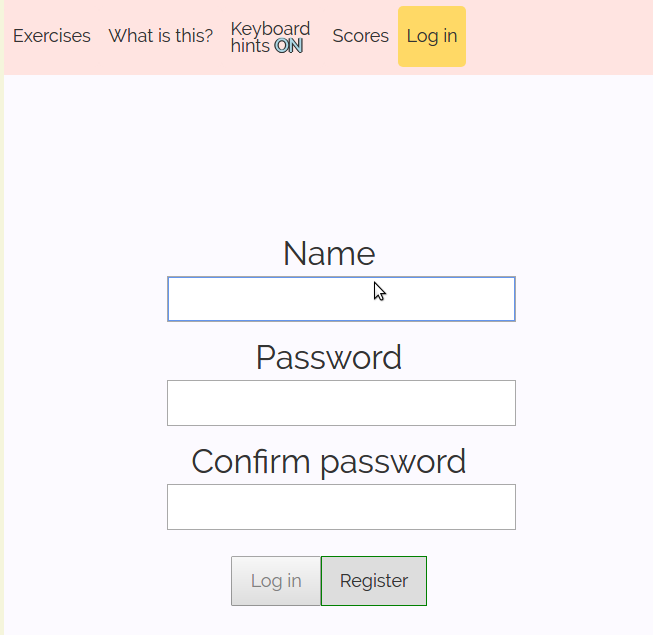 Exercises What is this? Keyboard hints ON Scores Log in
Name
Password
Confirm password
Log in Register